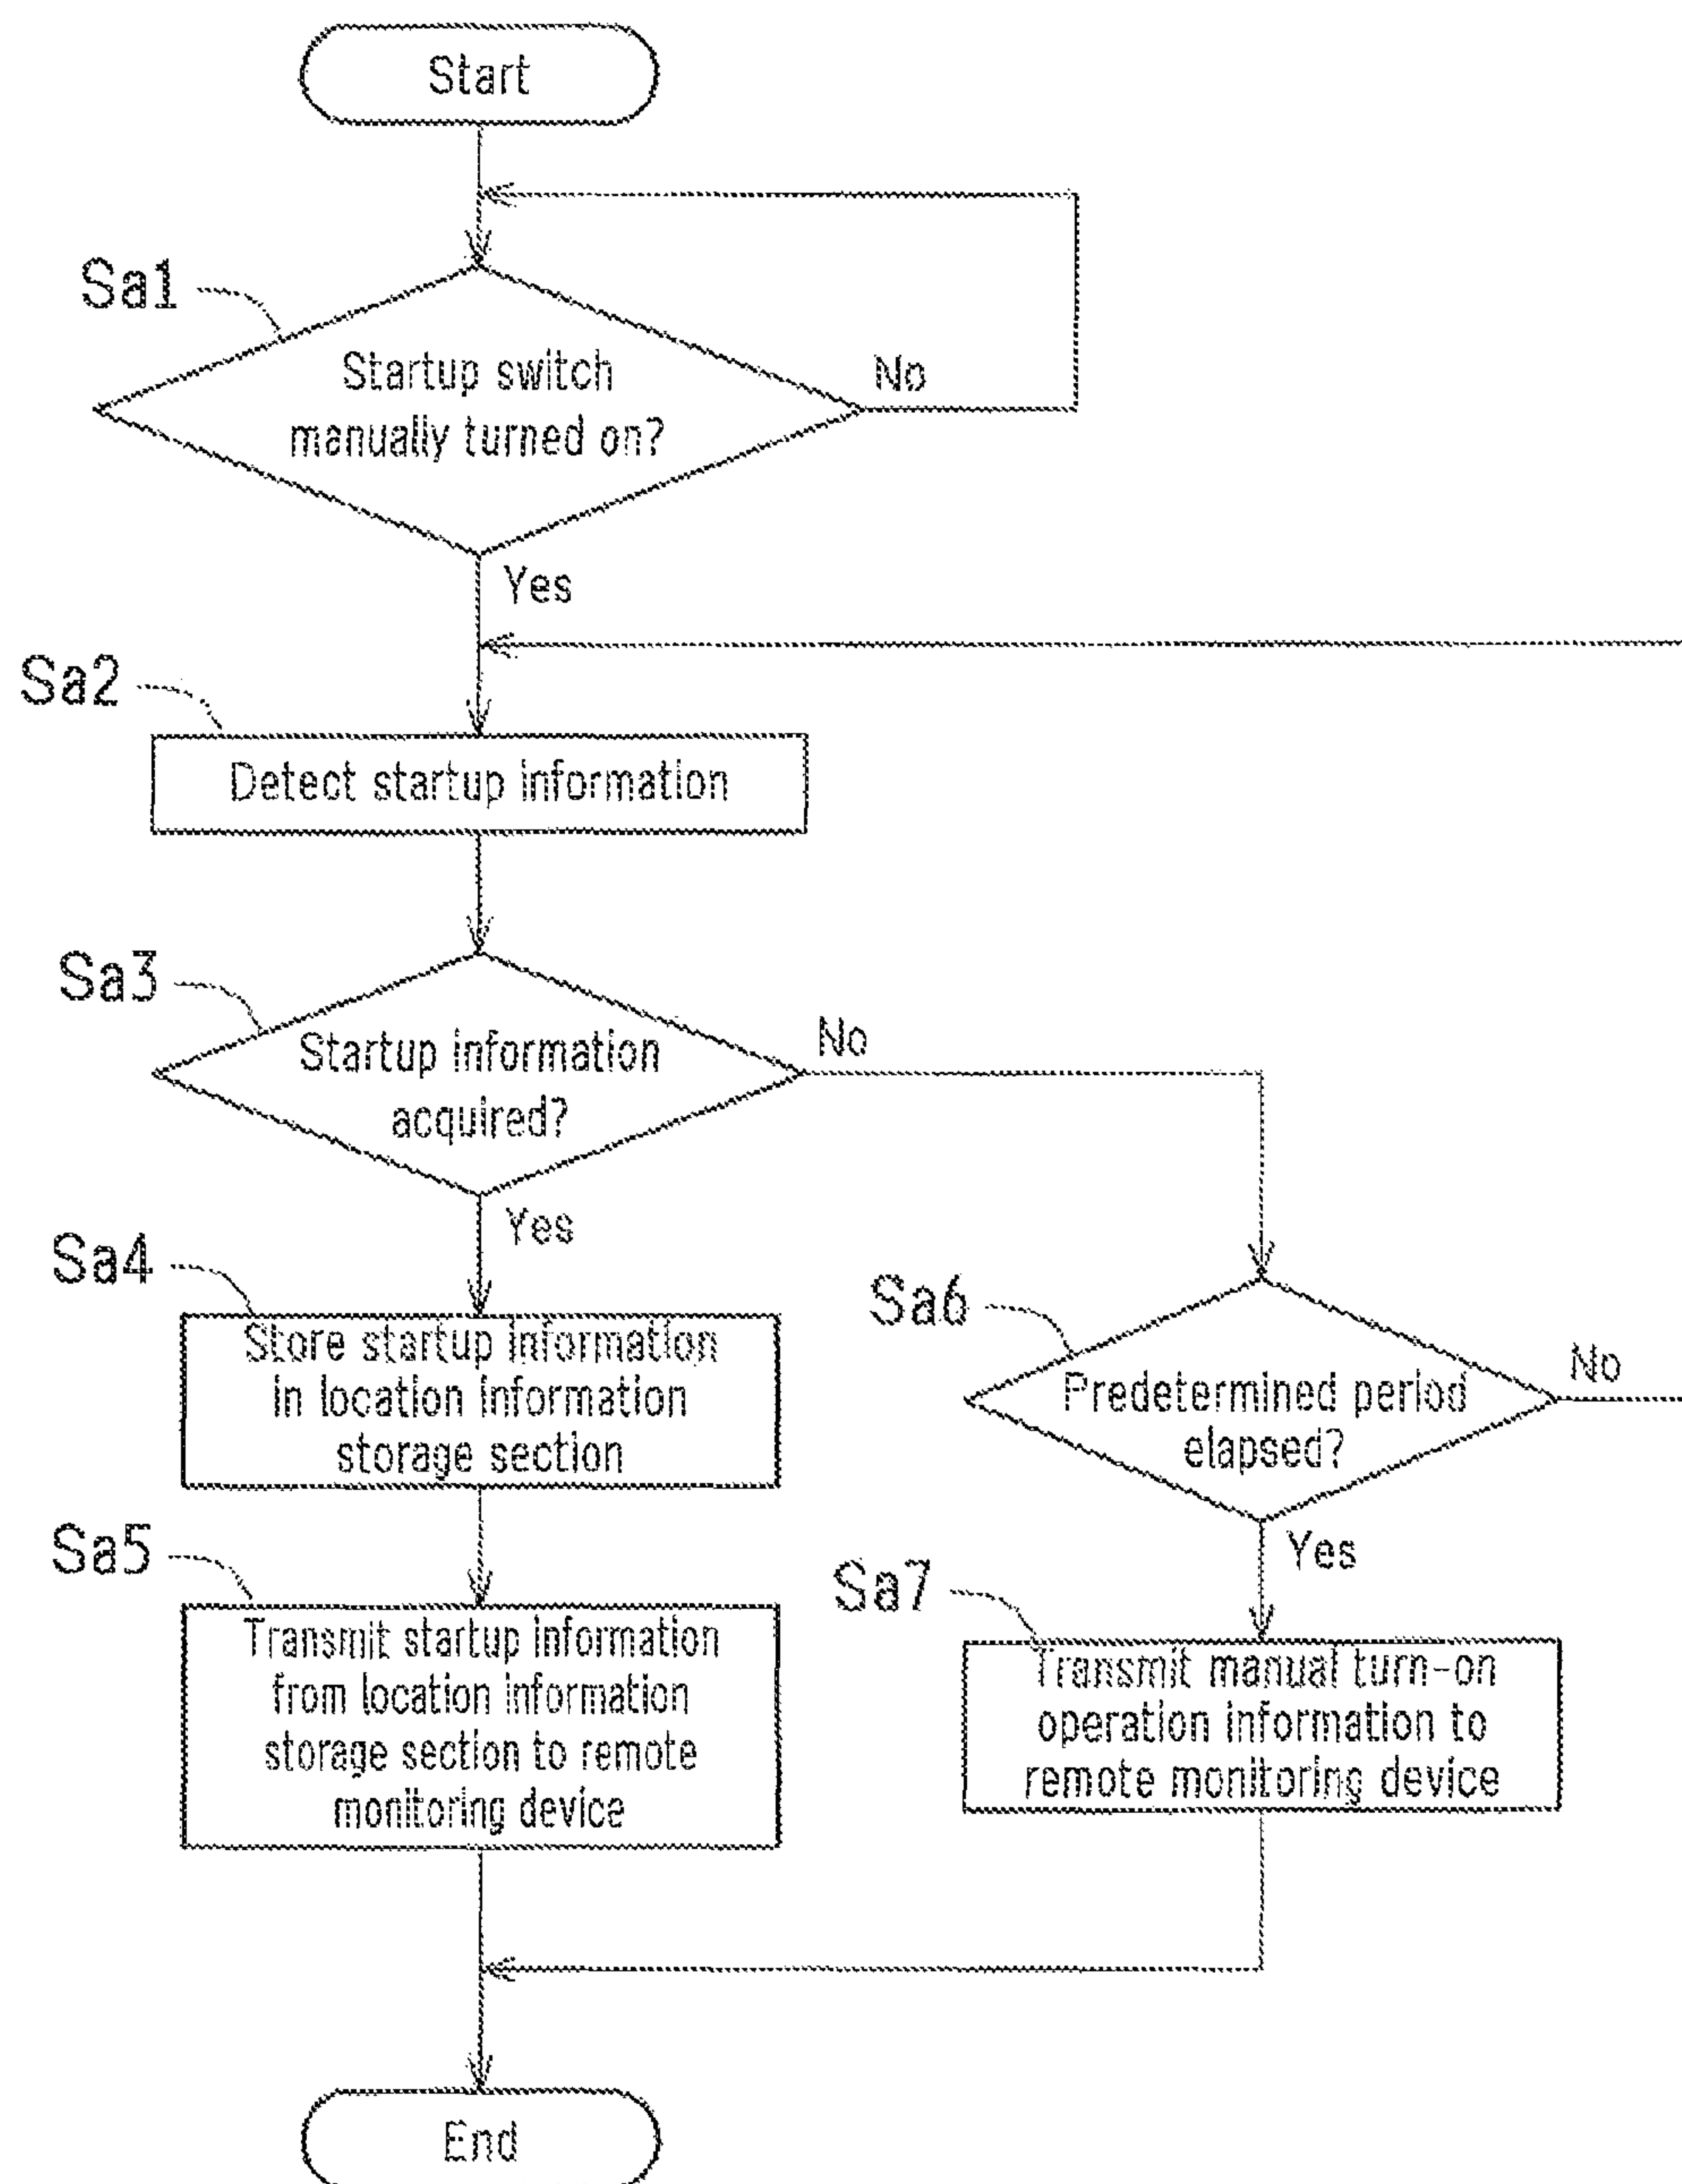 Start
Sa1
Startup switch
manually turned on?
No
Yes
Sa2
Detect startup information
Sa3
Startup information
acquired?
No
Yes
Sa4
Store startup information
in location information
storage section
Sa6
Predetermined period
elapsed?
No
Yes
Sa5
Transmit startup information
from location information
storage section to remote
monitoring device
Sa7
Transmit manual turn-on
operation information to
remote monitoring device
End